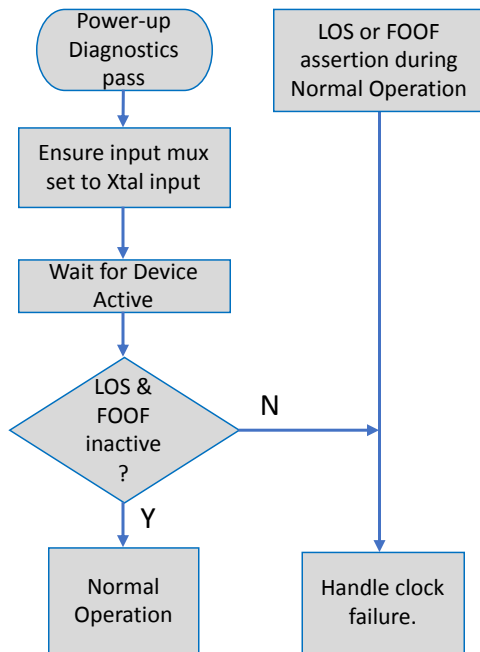 Power-up
Diagnostics
pass
LOS or FOOF
assertion during
Normal Operation
Ensure input mux
set to Xtal input
Wait for Device
Active
LOS &
FOOF
inactive
?
N
Y
Normal
Operation
Handle clock
failure.